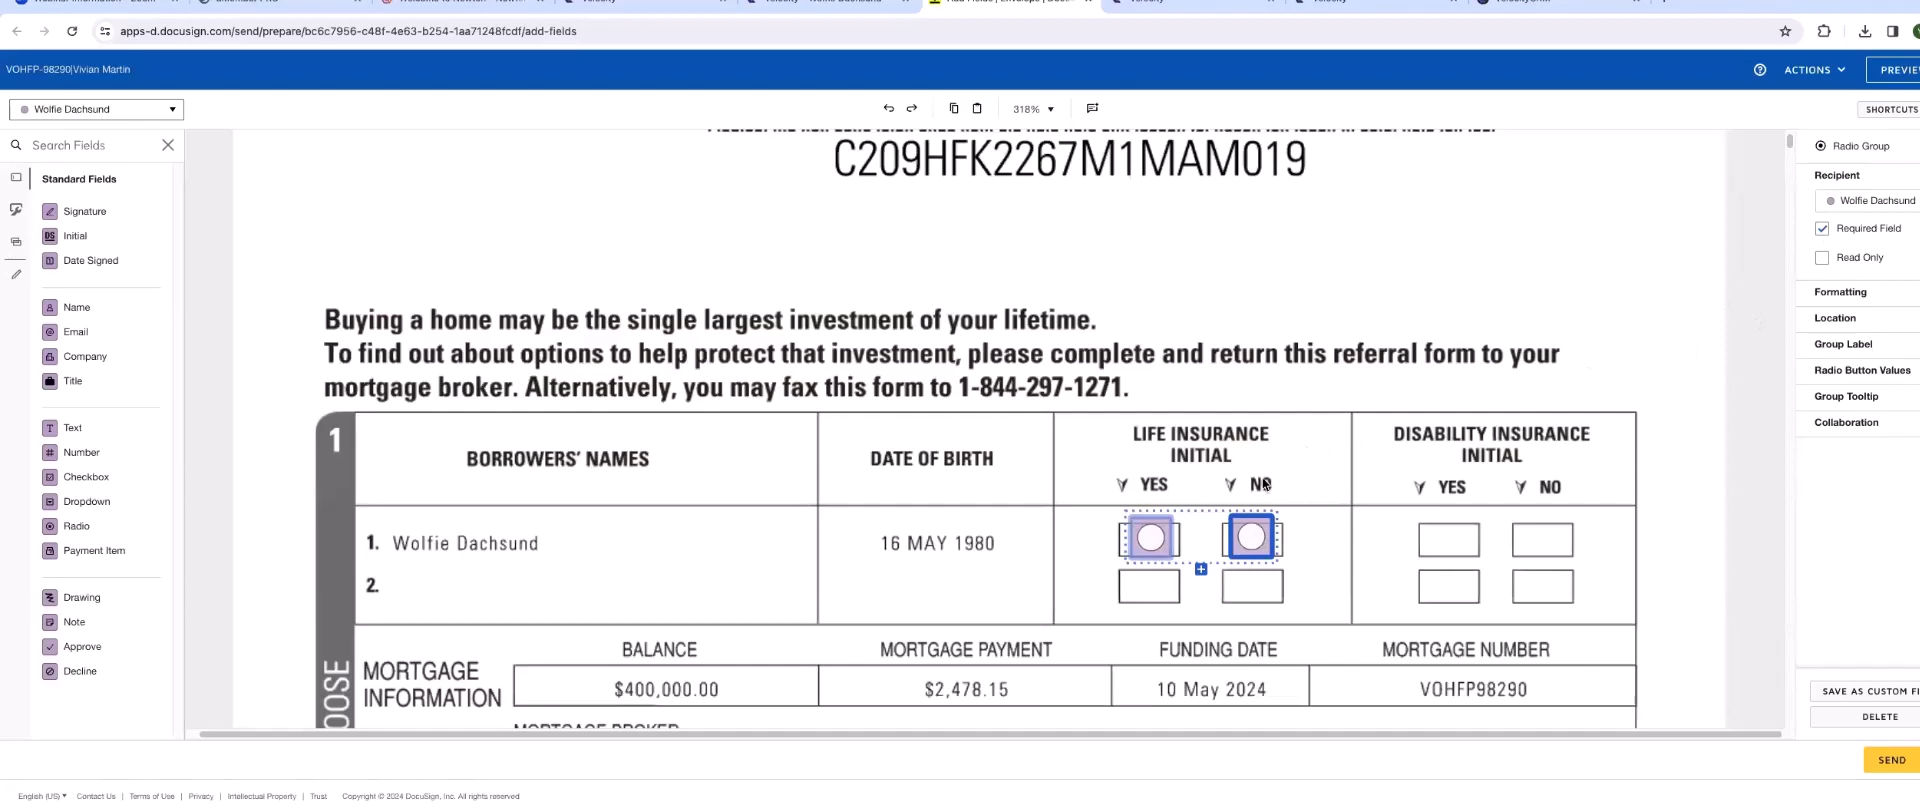 apps-d.docusign.com/send/prepare/bc6c7956-c48f-4e63-b254-1aa71248fcdf/add-fields
VOHFP-98290|Vivian Martin
ACTIONS
PREVIE
Wolfie Dachsund
318%
SHORTCUTS
Search Fields
Standard Fields
Signature
DS Initial
Date Signed
Name
Email
Company
Title
Text
Number
Checkbox
Dropdown
Radio
Payment Item
Drawing
Note
Approve
Decline
C209HFK2267M1MAM019
Buying a home may be the single largest investment of your lifetime.
To find out about options to help protect that investment, please complete and return this referral form to your
mortgage broker. Alternatively, you may fax this form to 1-844-297-1271.
1
BORROWERS' NAMES
DATE OF BIRTH
LIFE INSURANCE
INITIAL
YES NO
DISABILITY INSURANCE
INITIAL
YES NO
1. Wolfie Dachsund
16 MAY 1980
2.
OOSE
MORTGAGE
INFORMATION
BALANCE
MORTGAGE PAYMENT
FUNDING DATE
MORTGAGE NUMBER
$400,000.00
$2,478.15
10 May 2024
VOHFP98290
Radio Group
Recipient
Wolfie Dachsund
Required Field
Read Only
Formatting
Location
Group Label
Radio Button Values
Group Tooltip
Collaboration
SAVE AS CUSTOM FI
DELETE
SEND
English (US) Contact Us | Terms of Use | Privacy | Intellectual Property | Trust Copyright © 2024 DocuSign, Inc. All rights reserved